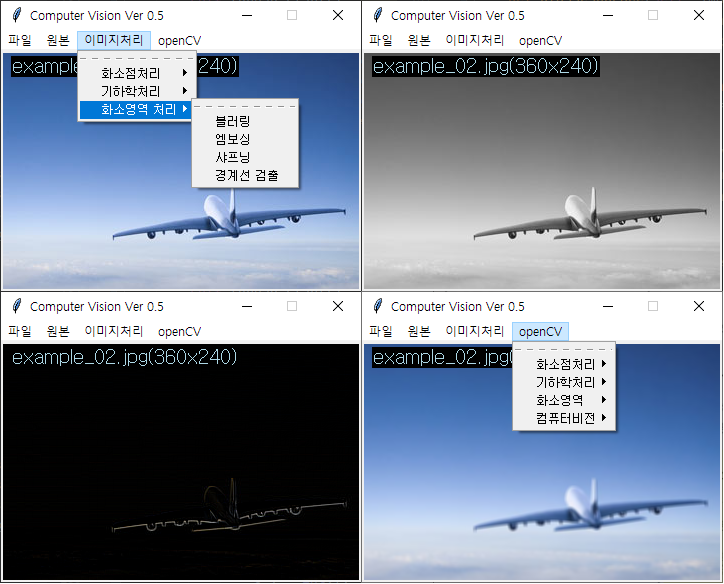 Computer Vision Ver 0.5
파일 원본 이미지처리 openCV
example_ 240)
화소점처리
기하학처리
화소영역 처리
블러링
엠보싱
샤프닝
경계선 검출
Computer Vision Ver 0.5
파일 원본 이미지처리 openCV
example_02.jpg(360x240)
Computer Vision Ver 0.5
파일 원본 이미지처리 openCV
example_02.jpg(360x240)
Computer Vision Ver 0.5
파일 원본 이미지처리 openCV
example_02.jpg(
화소점처리
기하학처리
화소영역
컴퓨터비전